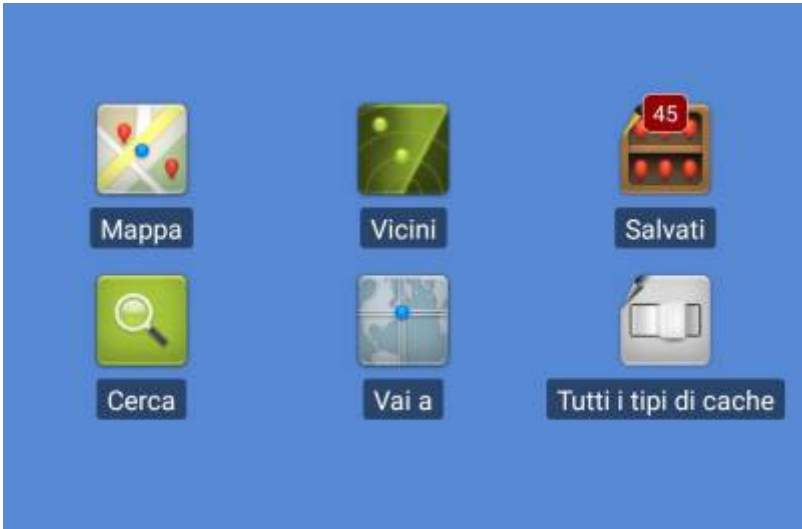 45
Mappa
Vicini
Salvati
Cerca
Vai a
Tutti i tipi di cache